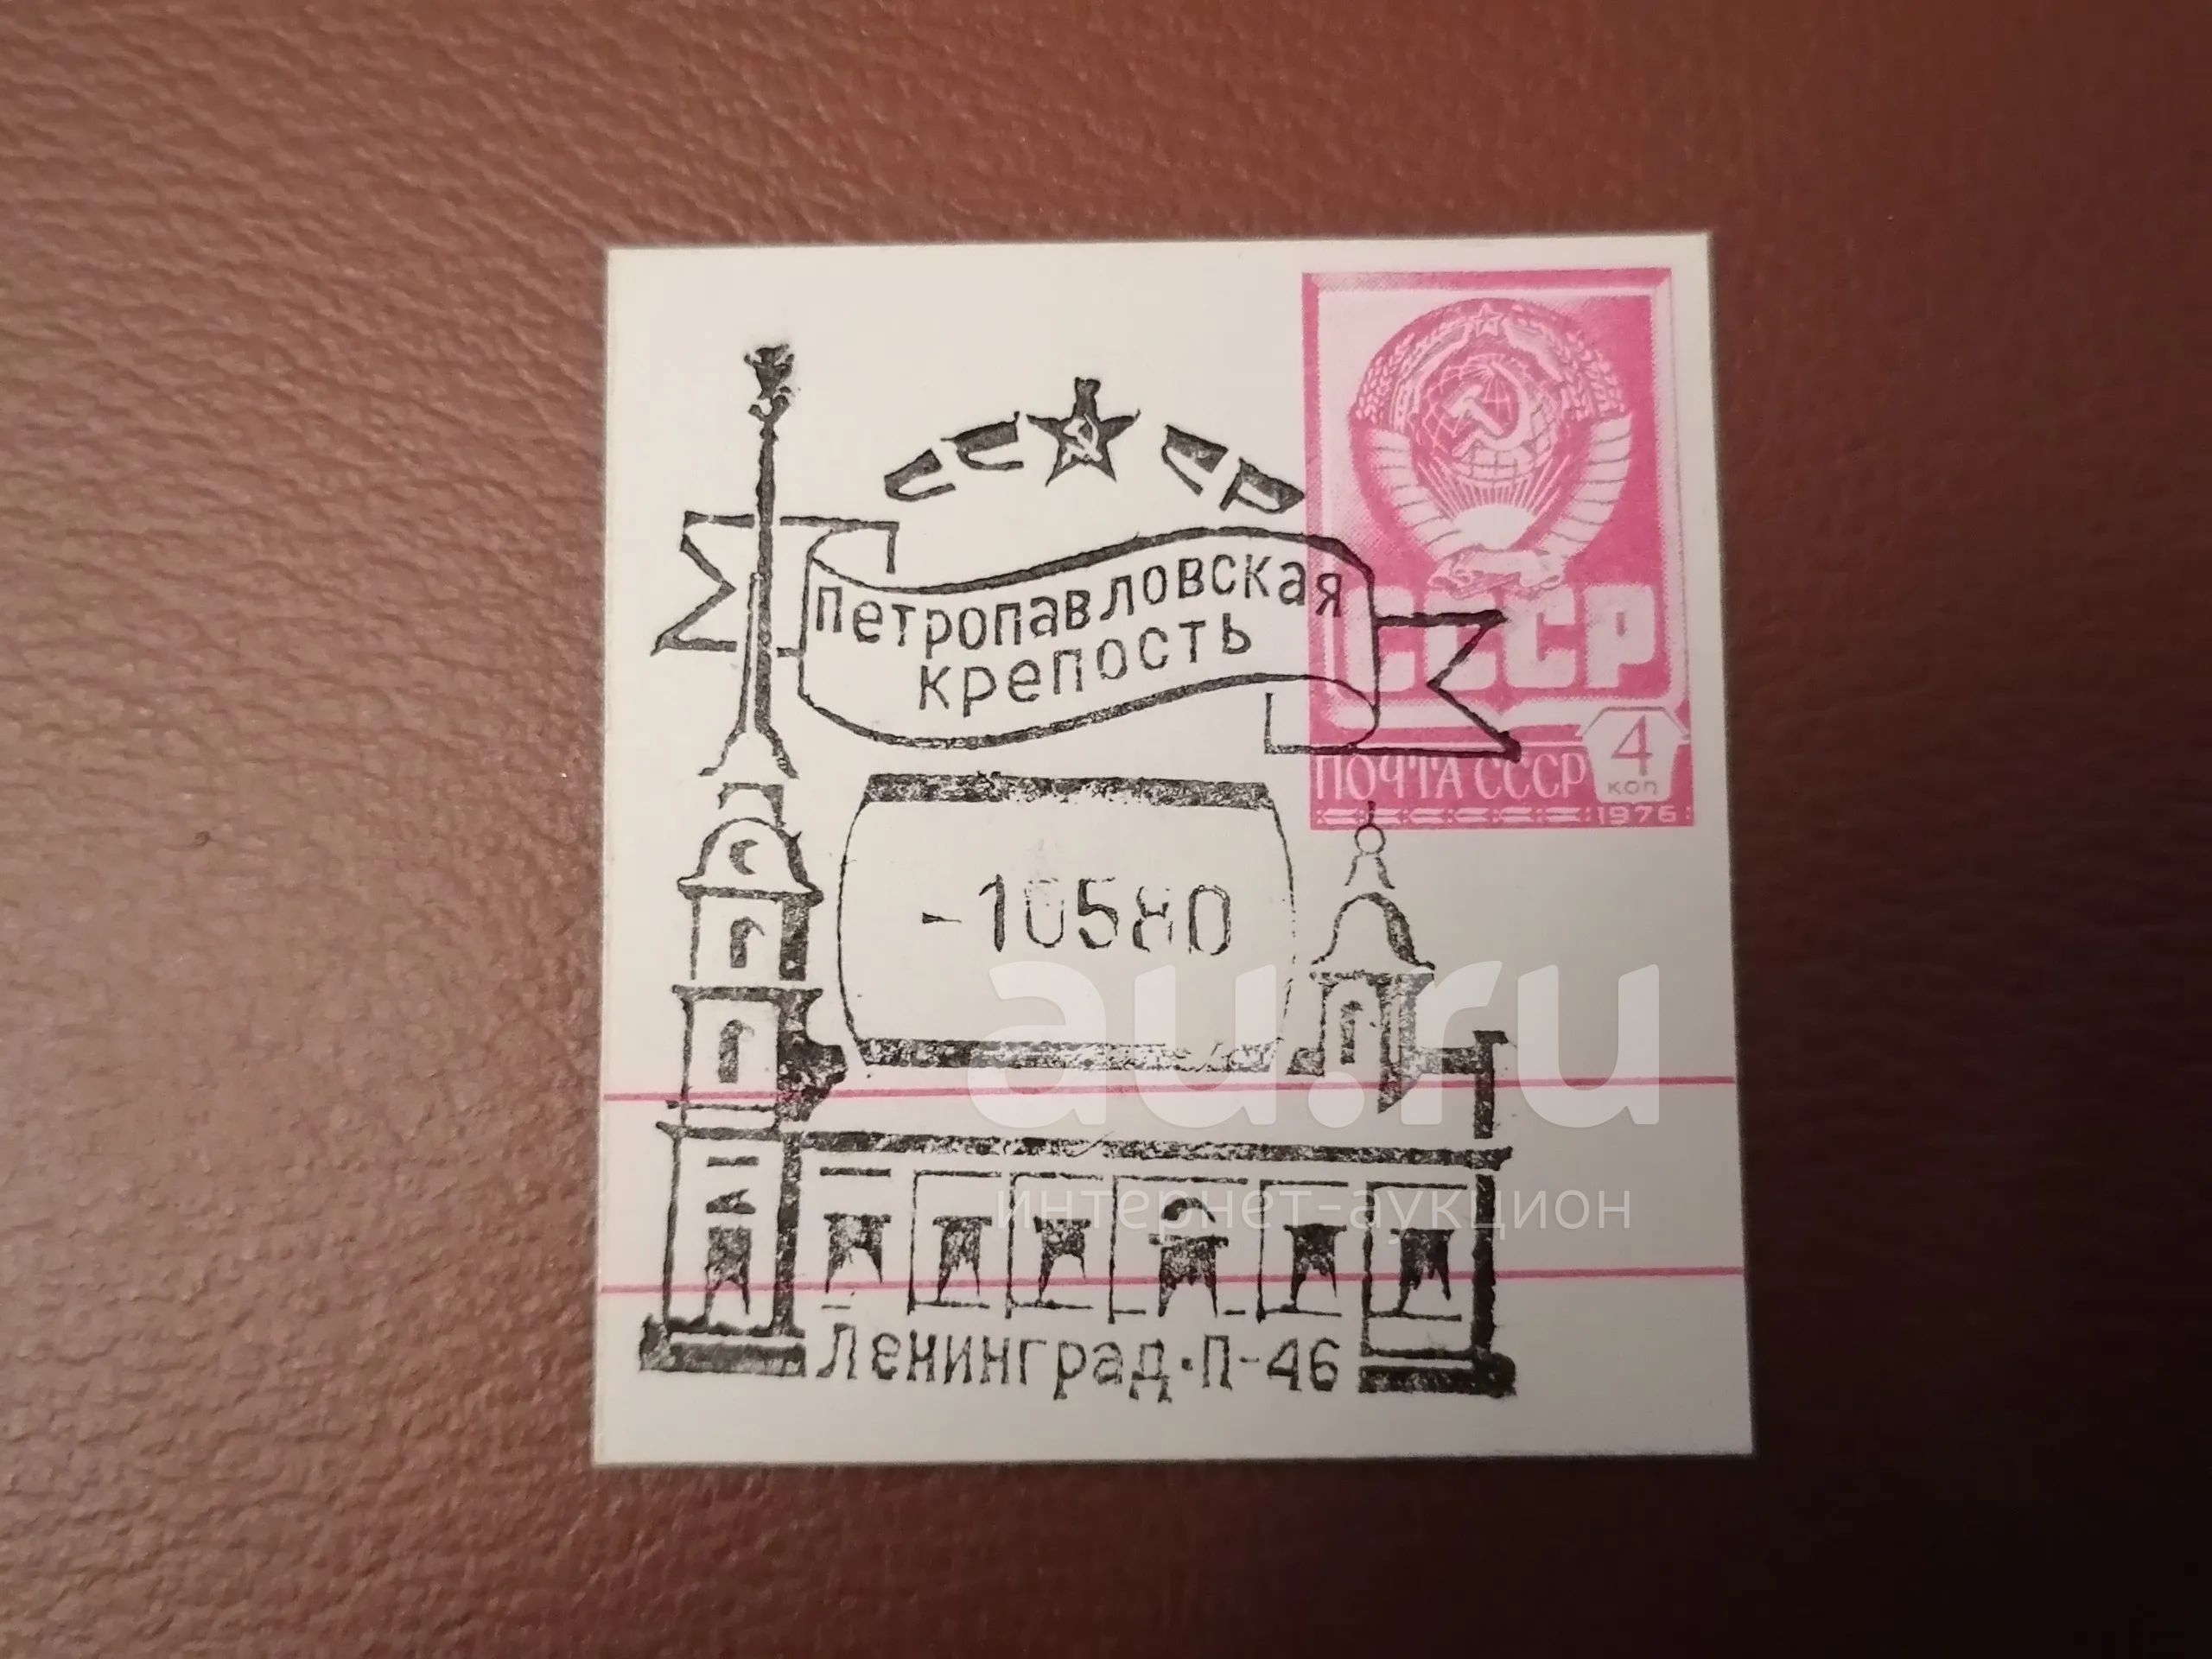 СССР
Петропавловская
крепость
СССР
4
коп
ПОЧТА СССР
1976
-10580
au.ru
интернет-аукцион
Ленинград·П-46